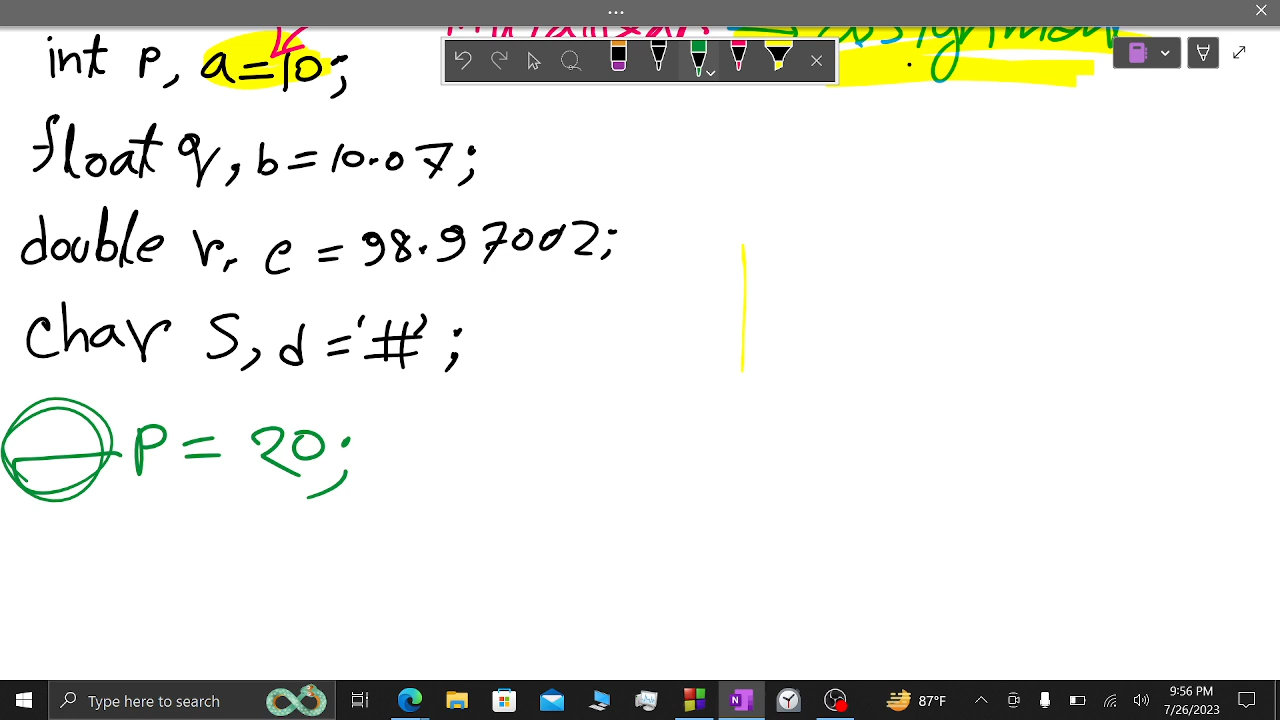 ...
→ Assignment
int p, a=10;
float q, b=10.07;
double r, c = 98.97002;
char S, d = '#';
P = 20;
Type here to search
87°F
9:56 PM
7/26/2023